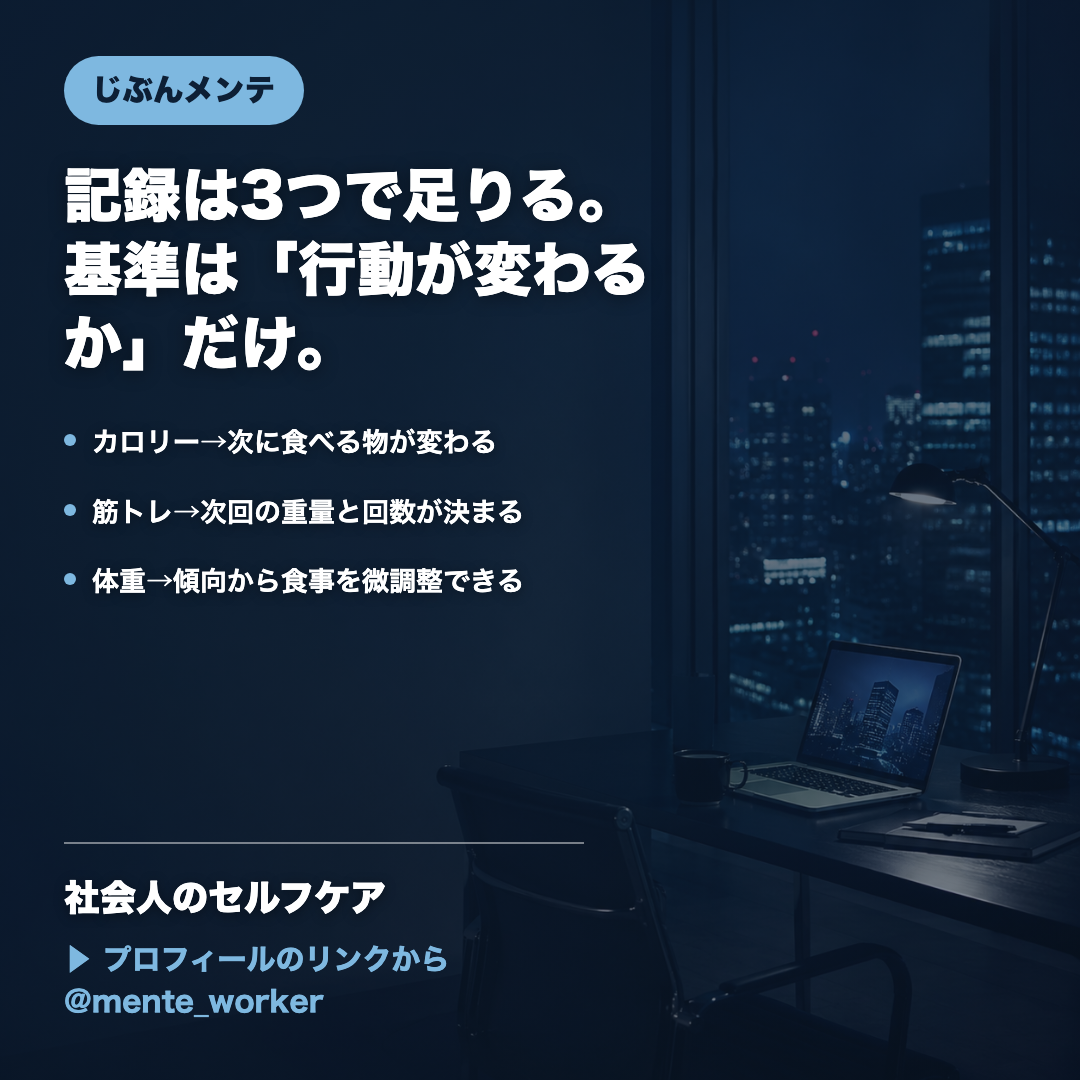 じぶんメンテ
記録は3つで足りる。
基準は「行動が変わる
か」だけ。
カロリー→次に食べる物が変わる
筋トレ→次回の重量と回数が決まる
体重→傾向から食事を微調整できる
社会人のセルフケア
▶ プロフィールのリンクから
@mente_worker